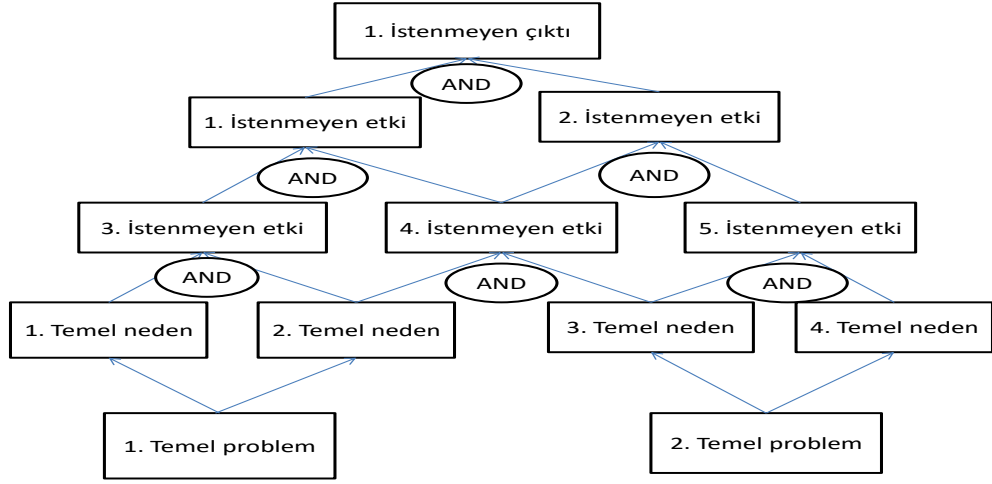 1. İstenmeyen çıktı
AND
1. İstenmeyen etki
2. İstenmeyen etki
AND
AND
3. İstenmeyen etki
4. İstenmeyen etki
5. İstenmeyen etki
AND
AND
AND
1. Temel neden
2. Temel neden
3. Temel neden
4. Temel neden
1. Temel problem
2. Temel problem